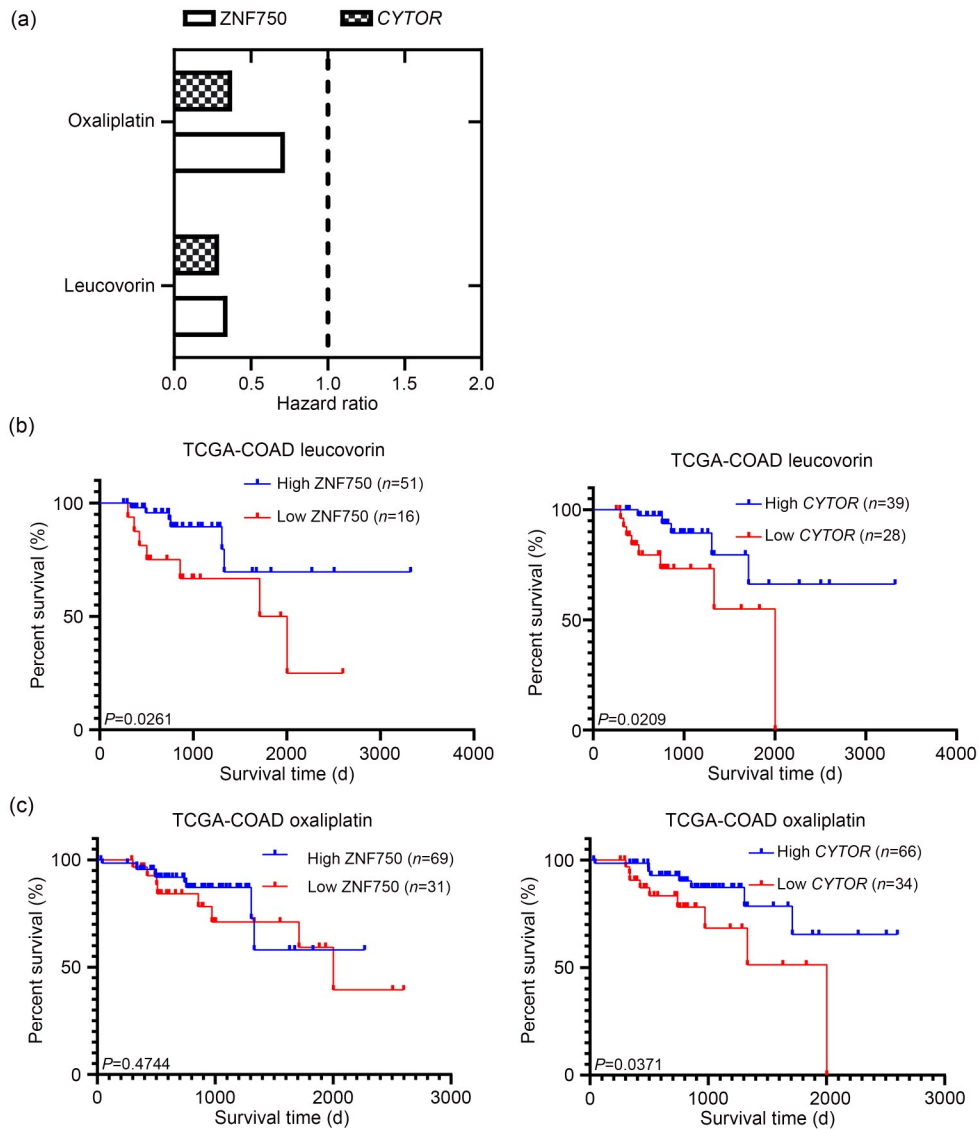 (a)
ZNF750 CYTOR
Oxaliplatin
Leucovorin
0.0 0.5 1.0 1.5 2.0
Hazard ratio
(b)
TCGA-COAD leucovorin
High ZNF750 (n=51)
Low ZNF750 (n=16)
100
50
0
Percent survival (%)
P=0.0261
0 1000 2000 3000 4000
Survival time (d)
TCGA-COAD leucovorin
High CYTOR (n=39)
Low CYTOR (n=28)
100
50
0
Percent survival (%)
P=0.0209
0 1000 2000 3000 4000
Survival time (d)
(c)
TCGA-COAD oxaliplatin
High ZNF750 (n=69)
Low ZNF750 (n=31)
100
50
0
Percent survival (%)
P=0.4744
0 1000 2000 3000
Survival time (d)
TCGA-COAD oxaliplatin
High CYTOR (n=66)
Low CYTOR (n=34)
100
50
0
Percent survival (%)
P=0.0371
0 1000 2000 3000
Survival time (d)